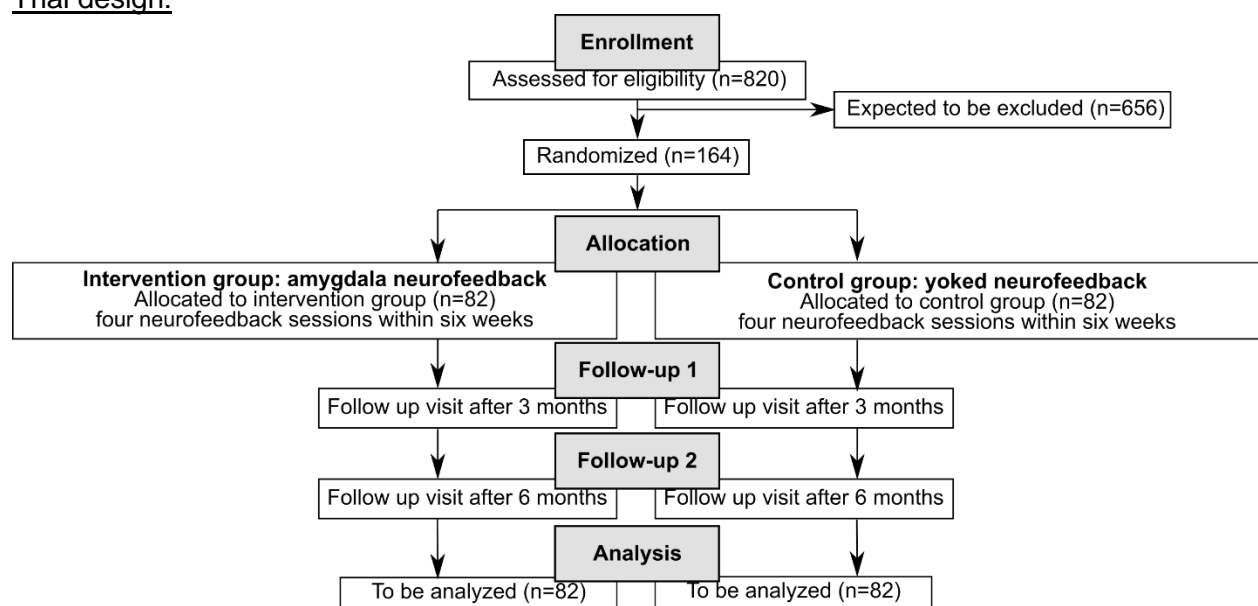 Trial design:
Enrollment
Assessed for eligibility (n=820)
Expected to be excluded (n=656)
Randomized (n=164)
Allocation
Intervention group: amygdala neurofeedback
Allocated to intervention group (n=82)
four neurofeedback sessions within six weeks
Control group: yoked neurofeedback
Allocated to control group (n=82)
four neurofeedback sessions within six weeks
Follow-up 1
Follow up visit after 3 months
Follow up visit after 3 months
Follow-up 2
Follow up visit after 6 months
Follow up visit after 6 months
Analysis
To be analyzed (n=82)
To be analyzed (n=82)